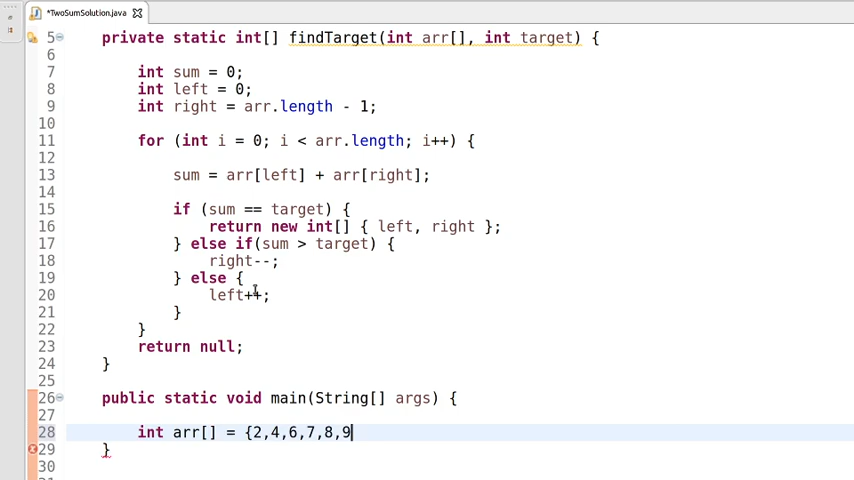 *TwoSumSolution.java
5 private static int[] findTarget(int arr[], int target) {
6
7 int sum = 0;
8 int left = 0;
9 int right = arr.length - 1;
10
11 for (int i = 0; i < arr.length; i++) {
12
13 sum = arr[left] + arr[right];
14
15 if (sum == target) {
16 return new int[] { left, right };
17 } else if(sum > target) {
18 right--;
19 } else {
20 left++;
21 }
22 }
23 return null;
24 }
25
26 public static void main(String[] args) {
27
28 int arr[] = {2,4,6,7,8,9
29 }
30